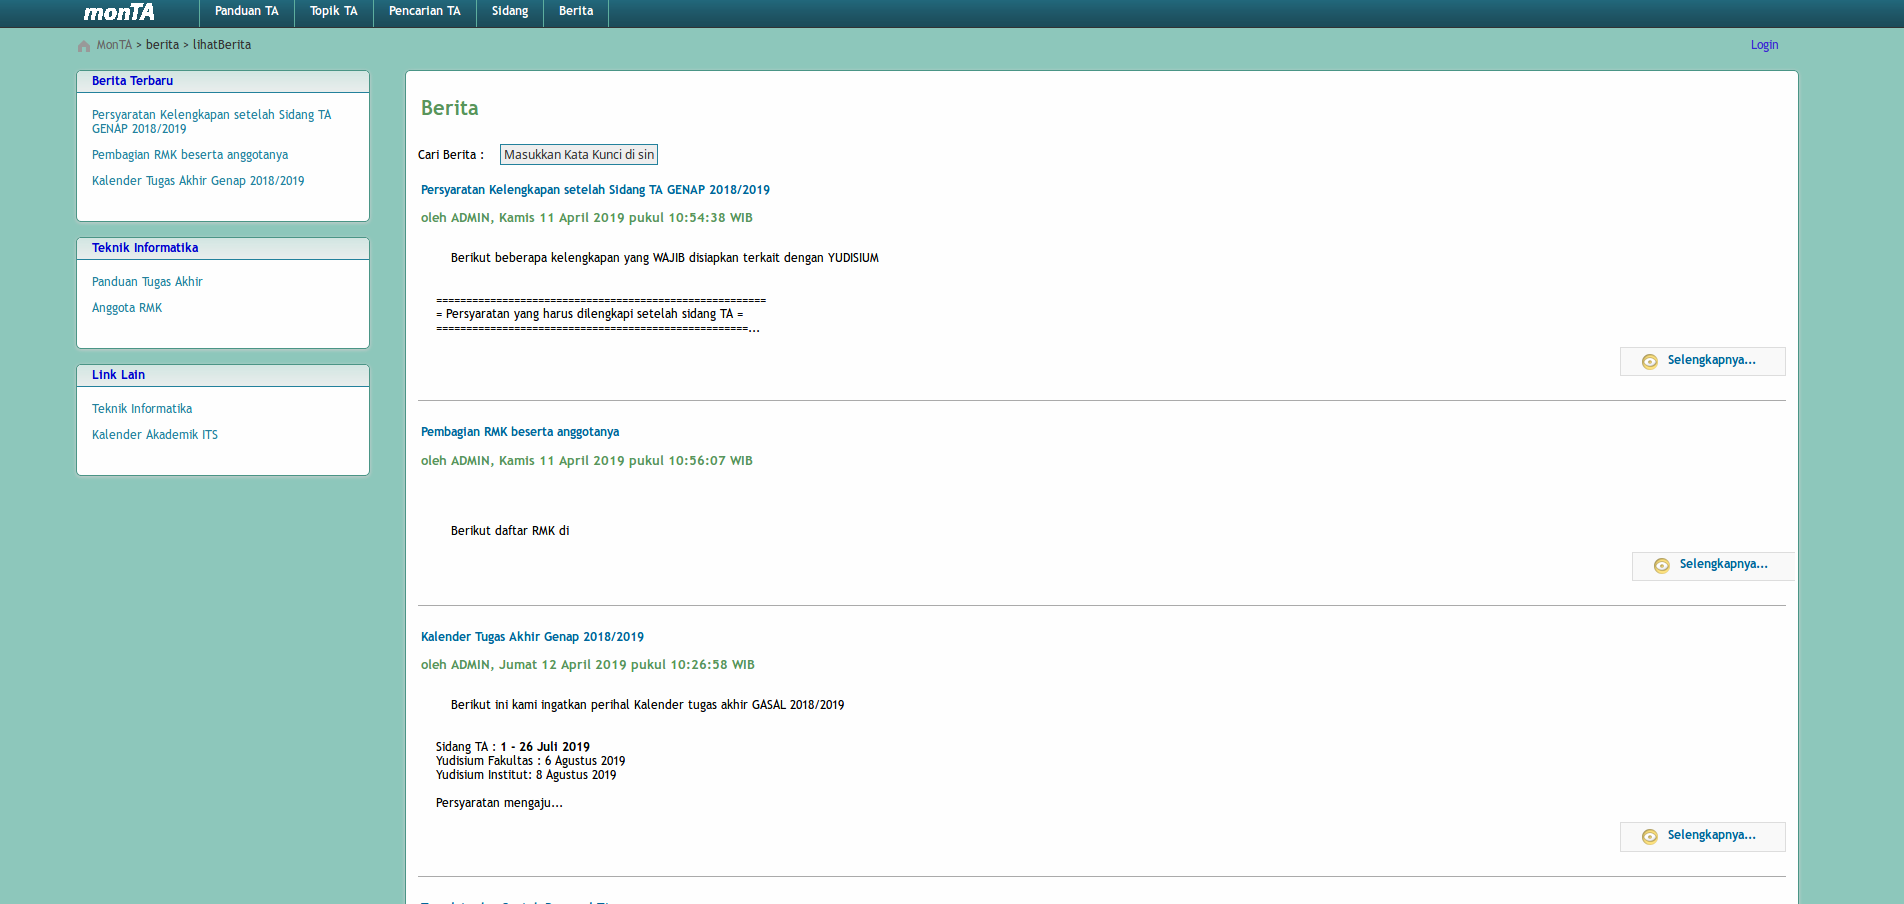 monTA
Panduan TA
Topik TA
Pencarian TA
Sidang
Berita
MonTA > berita > lihatBerita
Login
Berita Terbaru
Persyaratan Kelengkapan setelah Sidang TA
GENAP 2018/2019
Pembagian RMK beserta anggotanya
Kalender Tugas Akhir Genap 2018/2019
Teknik Informatika
Panduan Tugas Akhir
Anggota RMK
Link Lain
Teknik Informatika
Kalender Akademik ITS
Berita
Cari Berita : Masukkan Kata Kunci di sin
Persyaratan Kelengkapan setelah Sidang TA GENAP 2018/2019
oleh ADMIN, Kamis 11 April 2019 pukul 10:54:38 WIB
Berikut beberapa kelengkapan yang WAJIB disiapkan terkait dengan YUDISIUM
=======================================================
= Persyaratan yang harus dilengkapi setelah sidang TA =
====================================================...
Selengkapnya...
Pembagian RMK beserta anggotanya
oleh ADMIN, Kamis 11 April 2019 pukul 10:56:07 WIB
Berikut daftar RMK di
Selengkapnya...
Kalender Tugas Akhir Genap 2018/2019
oleh ADMIN, Jumat 12 April 2019 pukul 10:26:58 WIB
Berikut ini kami ingatkan perihal Kalender tugas akhir GASAL 2018/2019
Sidang TA : 1 - 26 Juli 2019
Yudisium Fakultas : 6 Agustus 2019
Yudisium Institut: 8 Agustus 2019
Persyaratan mengaju...
Selengkapnya...